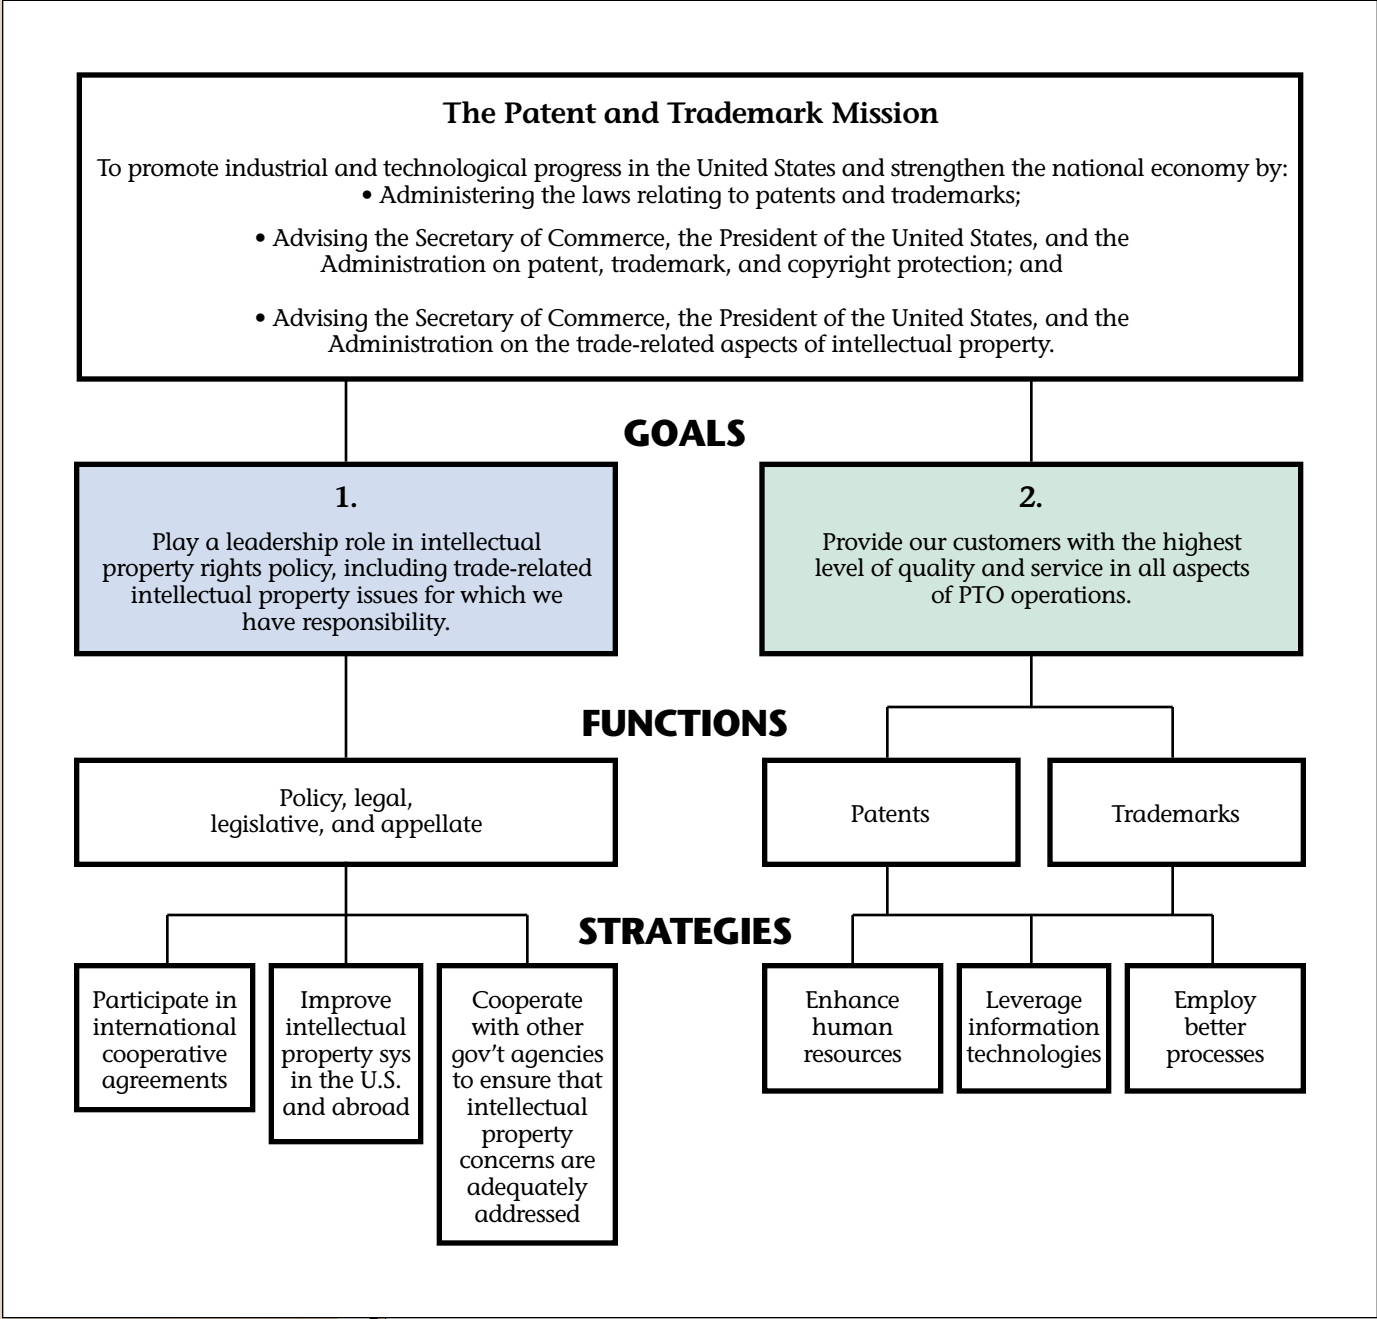 The Patent and Trademark Mission
To promote industrial and technological progress in the United States and strengthen the national economy by:
• Administering the laws relating to patents and trademarks;
• Advising the Secretary of Commerce, the President of the United States, and the
Administration on patent, trademark, and copyright protection; and
• Advising the Secretary of Commerce, the President of the United States, and the
Administration on the trade-related aspects of intellectual property.
GOALS
1.
Play a leadership role in intellectual
property rights policy, including trade-related
intellectual property issues for which we
have responsibility.
2.
Provide our customers with the highest
level of quality and service in all aspects
of PTO operations.
FUNCTIONS
Policy, legal,
legislative, and appellate
Patents
Trademarks
STRATEGIES
Participate in
international
cooperative
agreements
Improve
intellectual
property sys
in the U.S.
and abroad
Cooperate
with other
gov't agencies
to ensure that
intellectual
property
concerns are
adequately
addressed
Enhance
human
resources
Leverage
information
technologies
Employ
better
processes